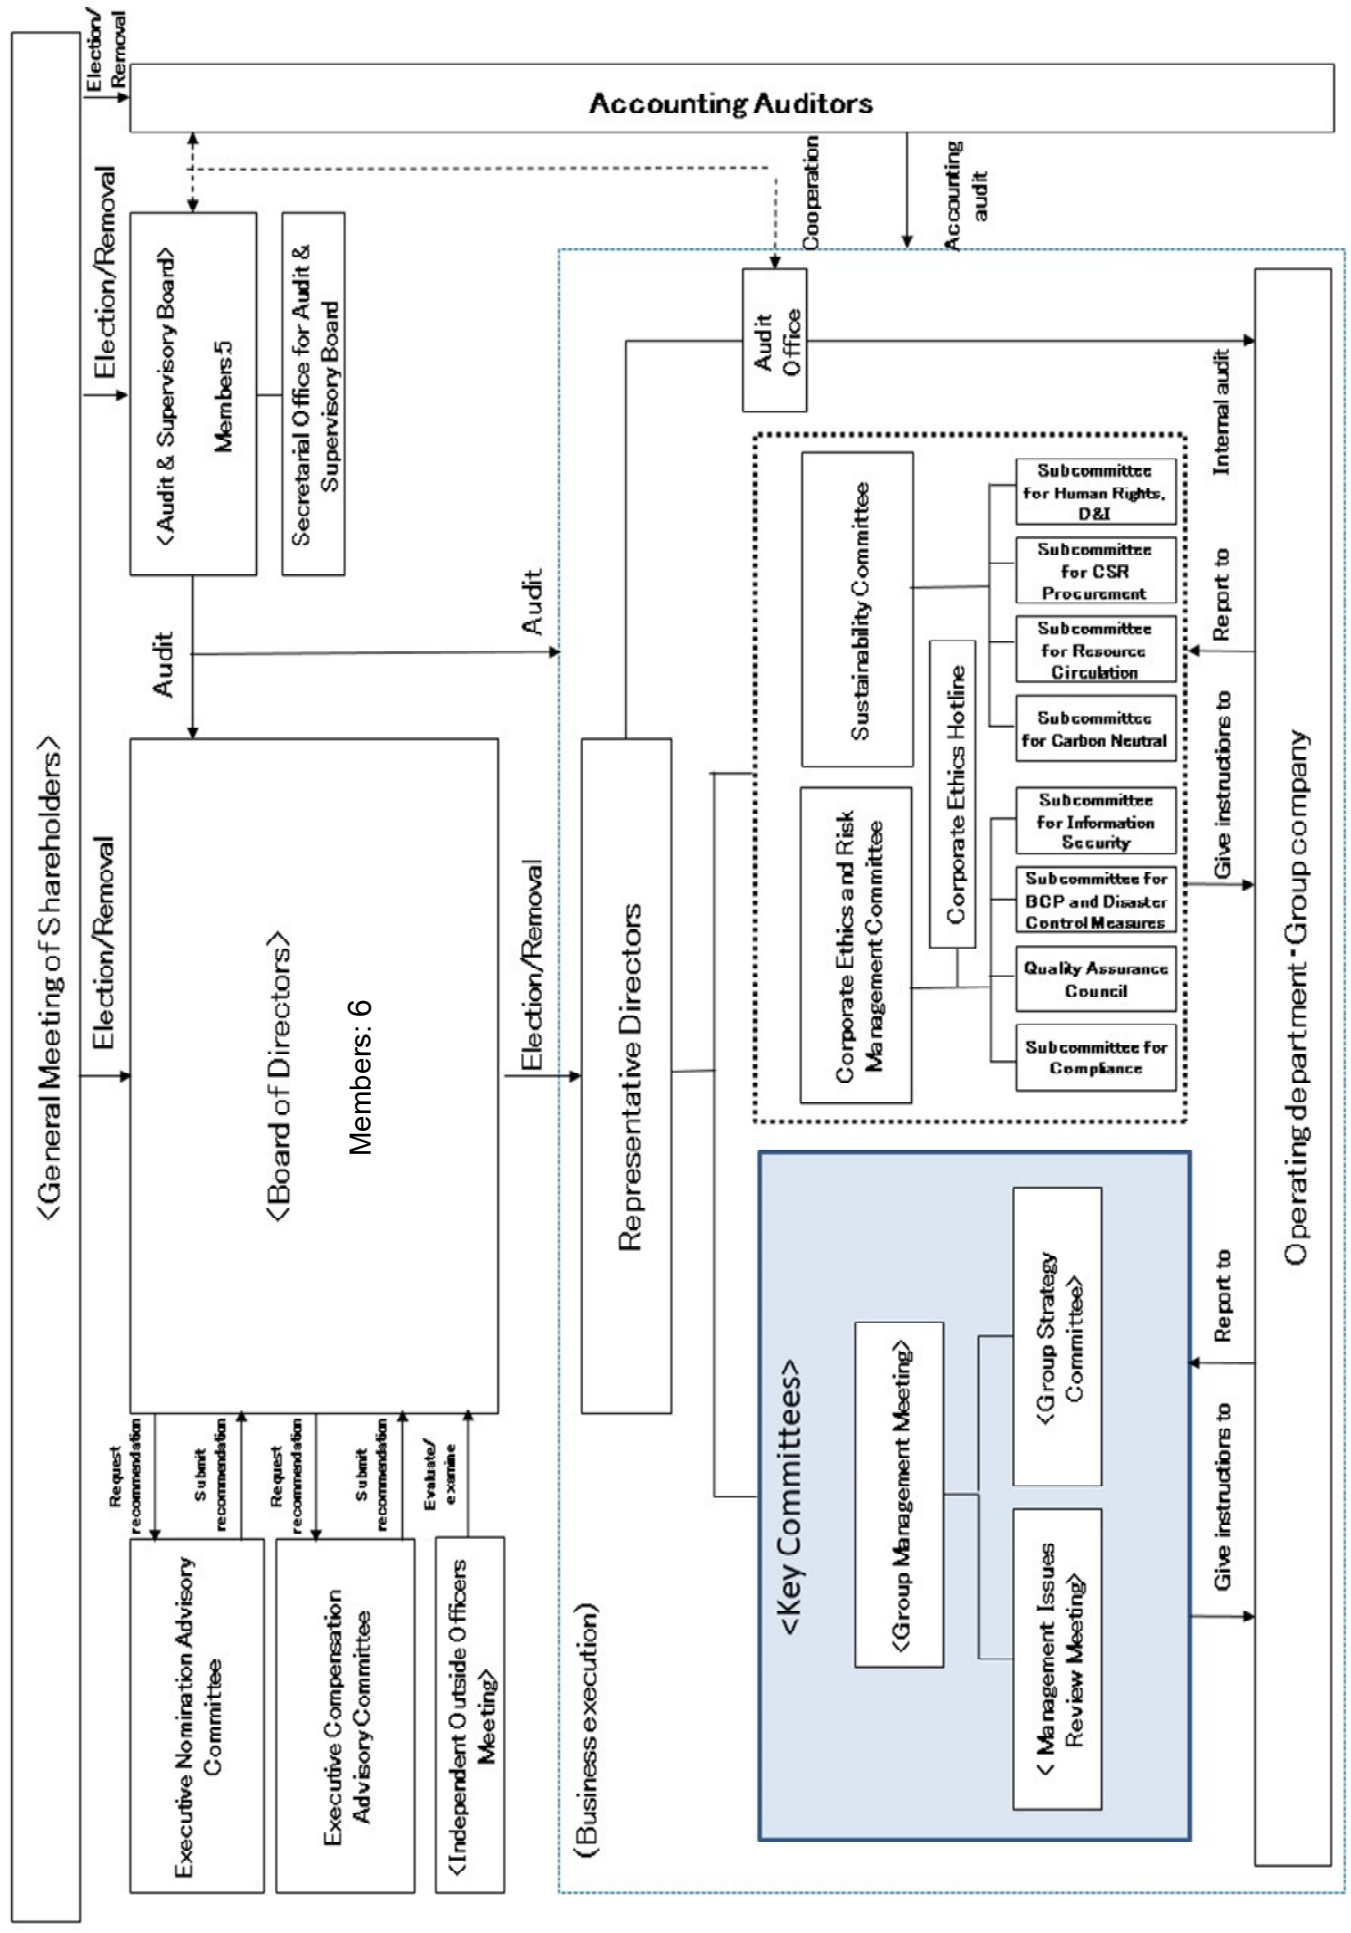 <General Meeting of Shareholders>
Election/Removal
Election/Removal
Election/
Removal
Request
recommendation
Submit
recommendation
Request
recommendation
Submit
recommendation
Evaluate/
examine
Executive Nomination Advisory
Committee
Executive Compensation
Advisory Committee
<Independent Outside Officers
Meeting>
<Board of Directors>
Members: 6
Audit
<Audit & Supervisory Board>
Members:5
Secretarial Office for Audit &
Supervisory Board
Accounting Auditors
Election/Removal
Audit
Cooperation
Accounting
audit
(Business execution)
Representative Directors
Audit
Office
<Key Committees>
<Group Management Meeting>
<Management Issues
Review Meeting>
<Group Strategy
Committee>
Corporate Ethics and Risk
Management Committee
Sustainability Committee
Corporate Ethics Hotline
Subcommittee for
Compliance
Quality Assurance
Council
Subcommittee for
BCP and Disaster
Control Measures
Subcommittee
for Information
Security
Subcommittee
for Carbon Neutral
Subcommittee
for Resource
Circulation
Subcommittee
for CSR
Procurement
Subcommittee
for Human Rights,
D&I
Give instructions to
Report to
Give instructions to
Report to
Internal audit
Operating department・Group company